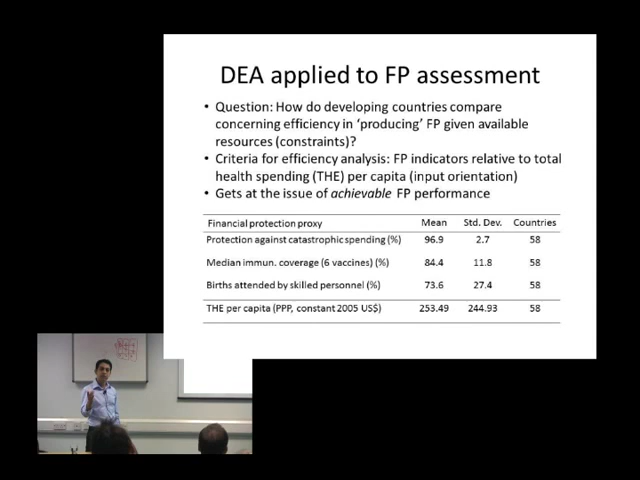 DEA applied to FP assessment
• Question: How do developing countries compare
concerning efficiency in ‘producing’ FP given available
resources (constraints)?
• Criteria for efficiency analysis: FP indicators relative to total
health spending (THE) per capita (input orientation)
• Gets at the issue of achievable FP performance
Financial protection proxy Mean Std. Dev. Countries
Protection against catastrophic spending (%) 96.9 2.7 58
Median immun. coverage (6 vaccines) (%) 84.4 11.8 58
Births attended by skilled personnel (%) 73.6 27.4 58
THE per capita (PPP, constant 2005 US$) 253.49 244.93 58